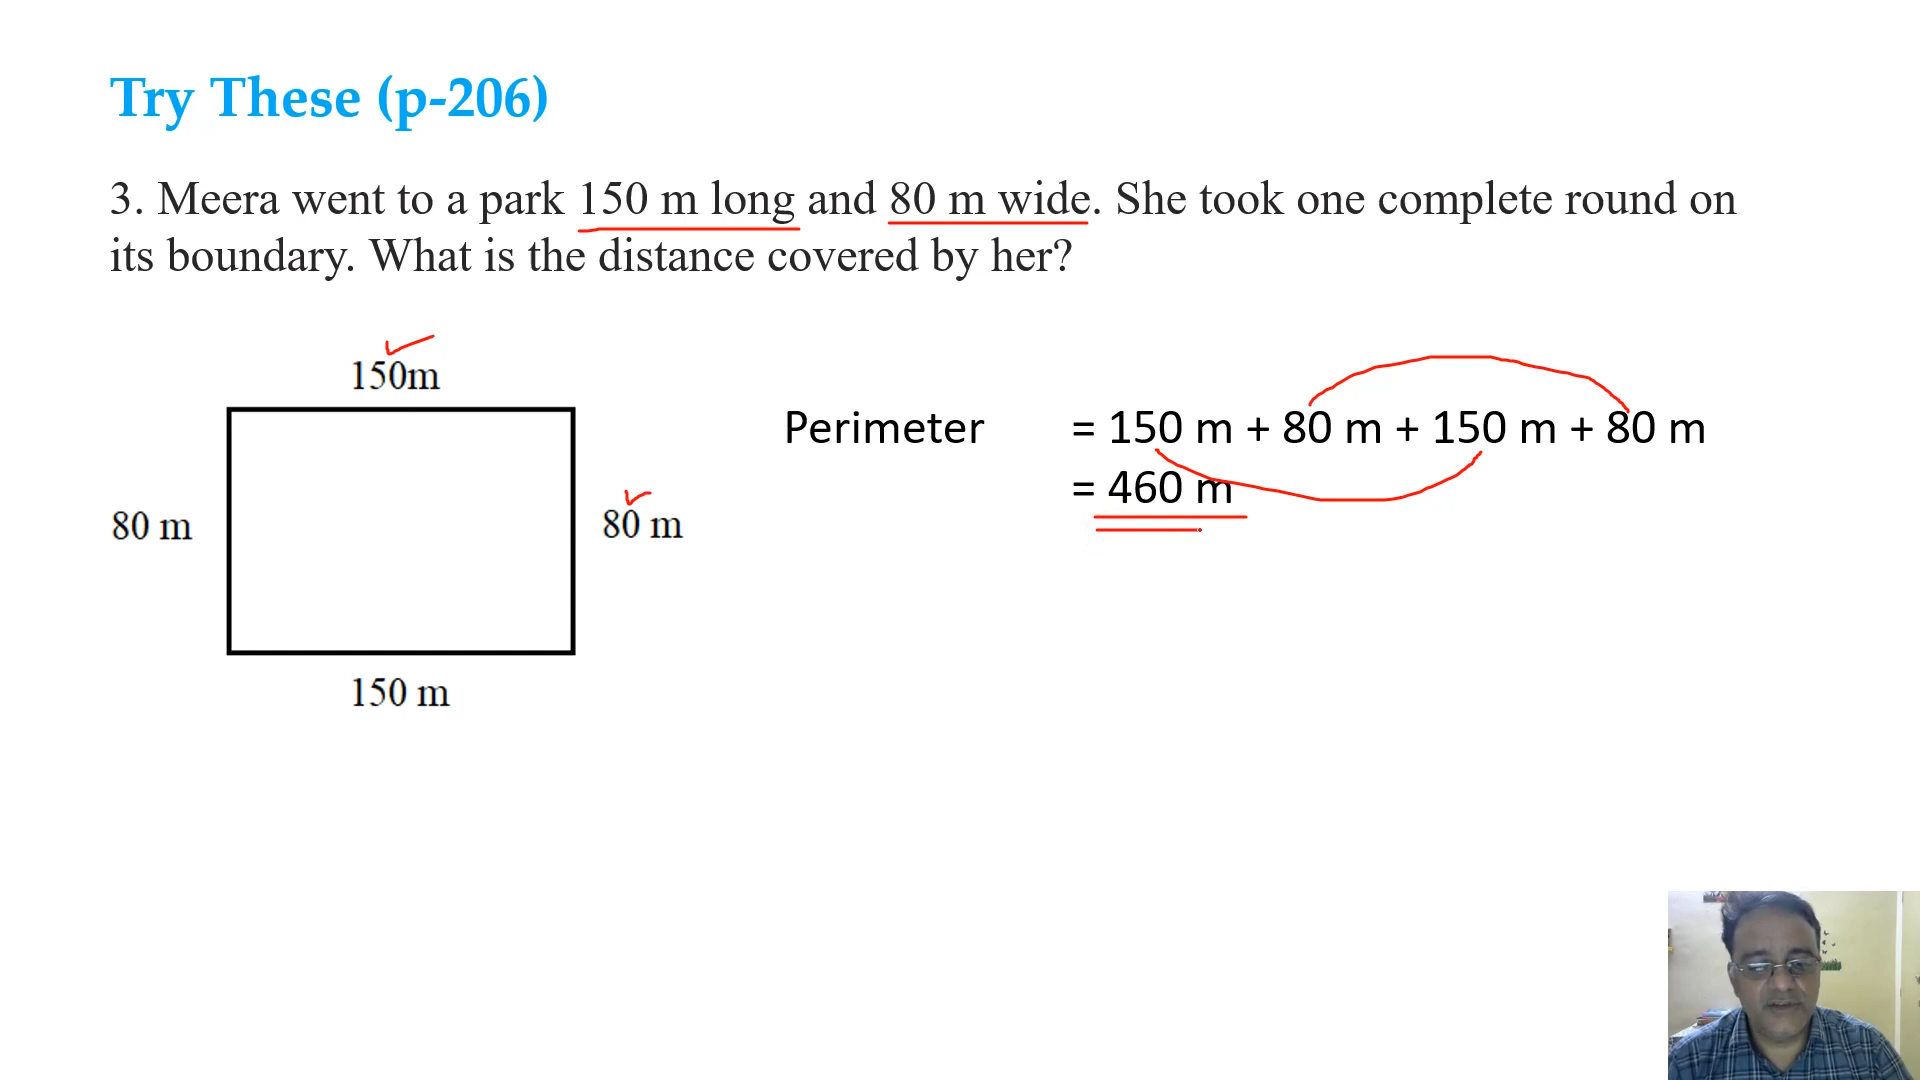 Try These (p-206)
3. Meera went to a park 150 m long and 80 m wide. She took one complete round on
its boundary. What is the distance covered by her?
150m
80 m
80 m
150 m
Perimeter = 150 m + 80 m + 150 m + 80 m
= 460 m